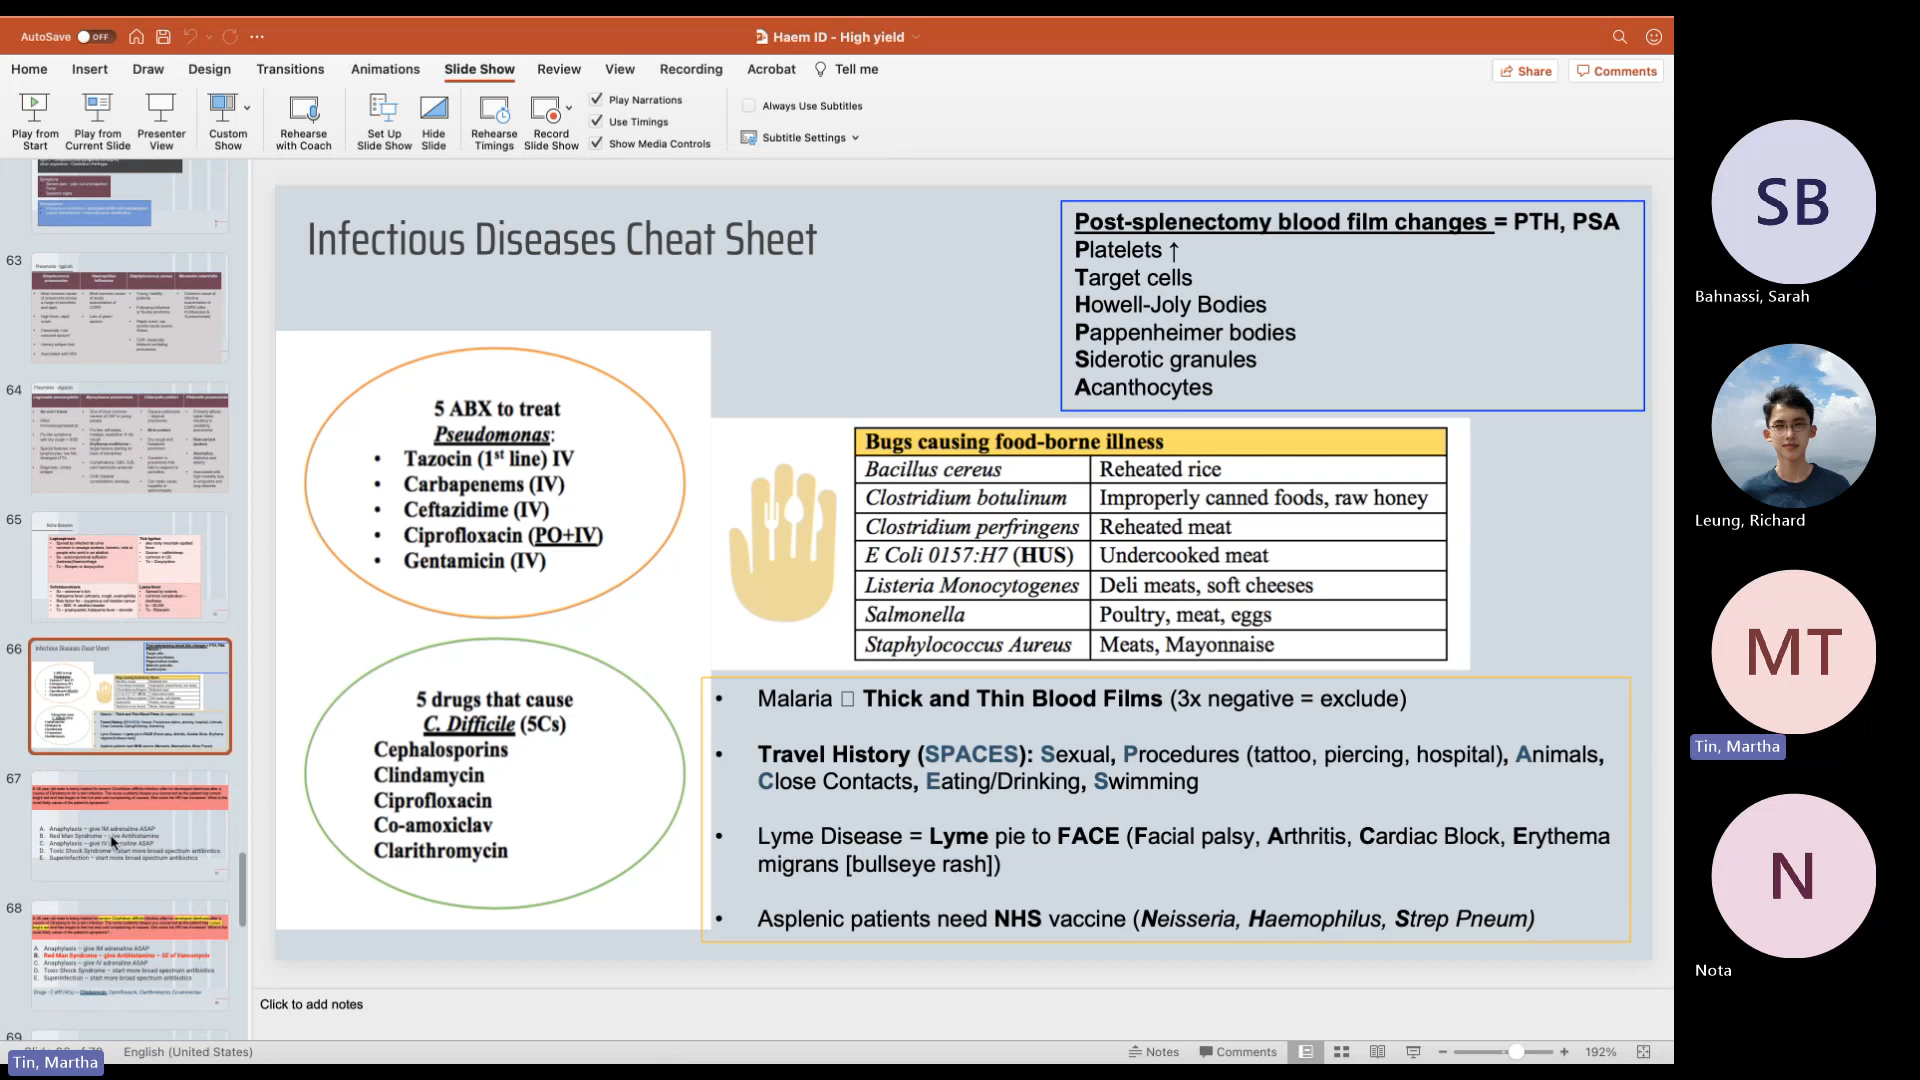 AutoSave OFF
Haem ID - High yield
Home Insert Draw Design Transitions Animations Slide Show Review View Recording Acrobat Tell me
Share Comments
Play from Start
Play from Current Slide
Presenter View
Custom Show
Rehearse with Coach
Set Up Slide Show
Hide Slide
Rehearse Timings
Record Slide Show
Play Narrations
Use Timings
Show Media Controls
Always Use Subtitles
Subtitle Settings
63
64
65
66
67
68
69
Infectious Diseases Cheat Sheet
Post-splenectomy blood film changes = PTH, PSA
Platelets ↑
Target cells
Howell-Joly Bodies
Pappenheimer bodies
Siderotic granules
Acanthocytes
5 ABX to treat
Pseudomonas:
• Tazocin (1st line) IV
• Carbapenems (IV)
• Ceftazidime (IV)
• Ciprofloxacin (PO+IV)
• Gentamicin (IV)
Bugs causing food-borne illness
Bacillus cereus Reheated rice
Clostridium botulinum Improperly canned foods, raw honey
Clostridium perfringens Reheated meat
E Coli 0157:H7 (HUS) Undercooked meat
Listeria Monocytogenes Deli meats, soft cheeses
Salmonella Poultry, meat, eggs
Staphylococcus Aureus Meats, Mayonnaise
5 drugs that cause
C. Difficile (5Cs)
Cephalosporins
Clindamycin
Ciprofloxacin
Co-amoxiclav
Clarithromycin
• Malaria □ Thick and Thin Blood Films (3x negative = exclude)
• Travel History (SPACES): Sexual, Procedures (tattoo, piercing, hospital), Animals,
Close Contacts, Eating/Drinking, Swimming
• Lyme Disease = Lyme pie to FACE (Facial palsy, Arthritis, Cardiac Block, Erythema
migrans [bullseye rash])
• Asplenic patients need NHS vaccine (Neisseria, Haemophilus, Strep Pneum)
Click to add notes
English (United States)
Notes Comments 192%
Tin, Martha
SB
Bahnassi, Sarah
Leung, Richard
MT
Tin, Martha
N
Nota